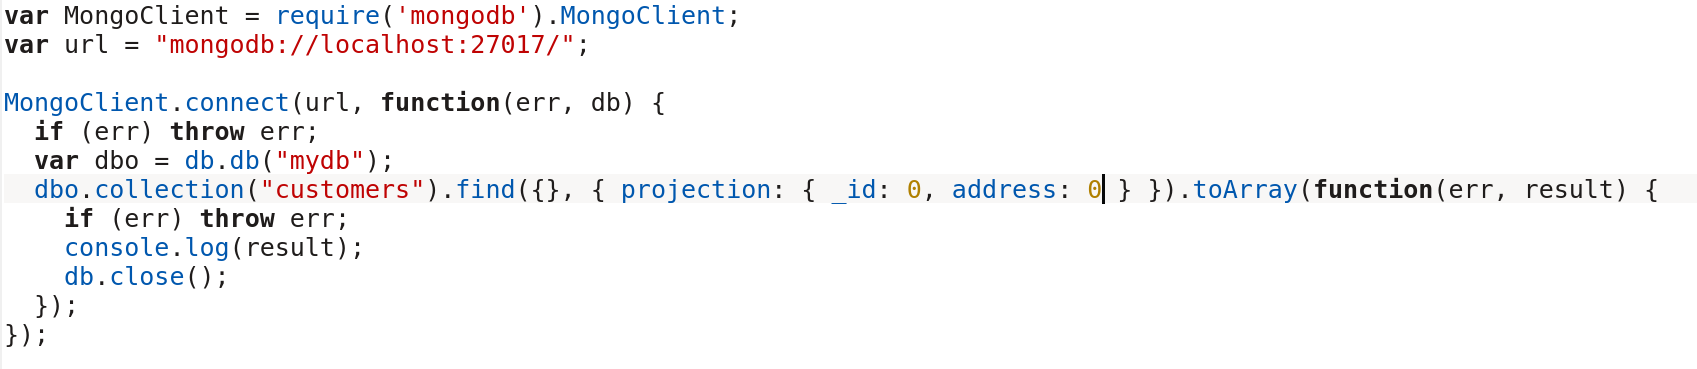 var MongoClient = require('mongodb').MongoClient;
var url = "mongodb://localhost:27017/";

MongoClient.connect(url, function(err, db) {
  if (err) throw err;
  var dbo = db.db("mydb");
  dbo.collection("customers").find({}, { projection: { _id: 0, address: 0 } }).toArray(function(err, result) {
    if (err) throw err;
    console.log(result);
    db.close();
  });
});